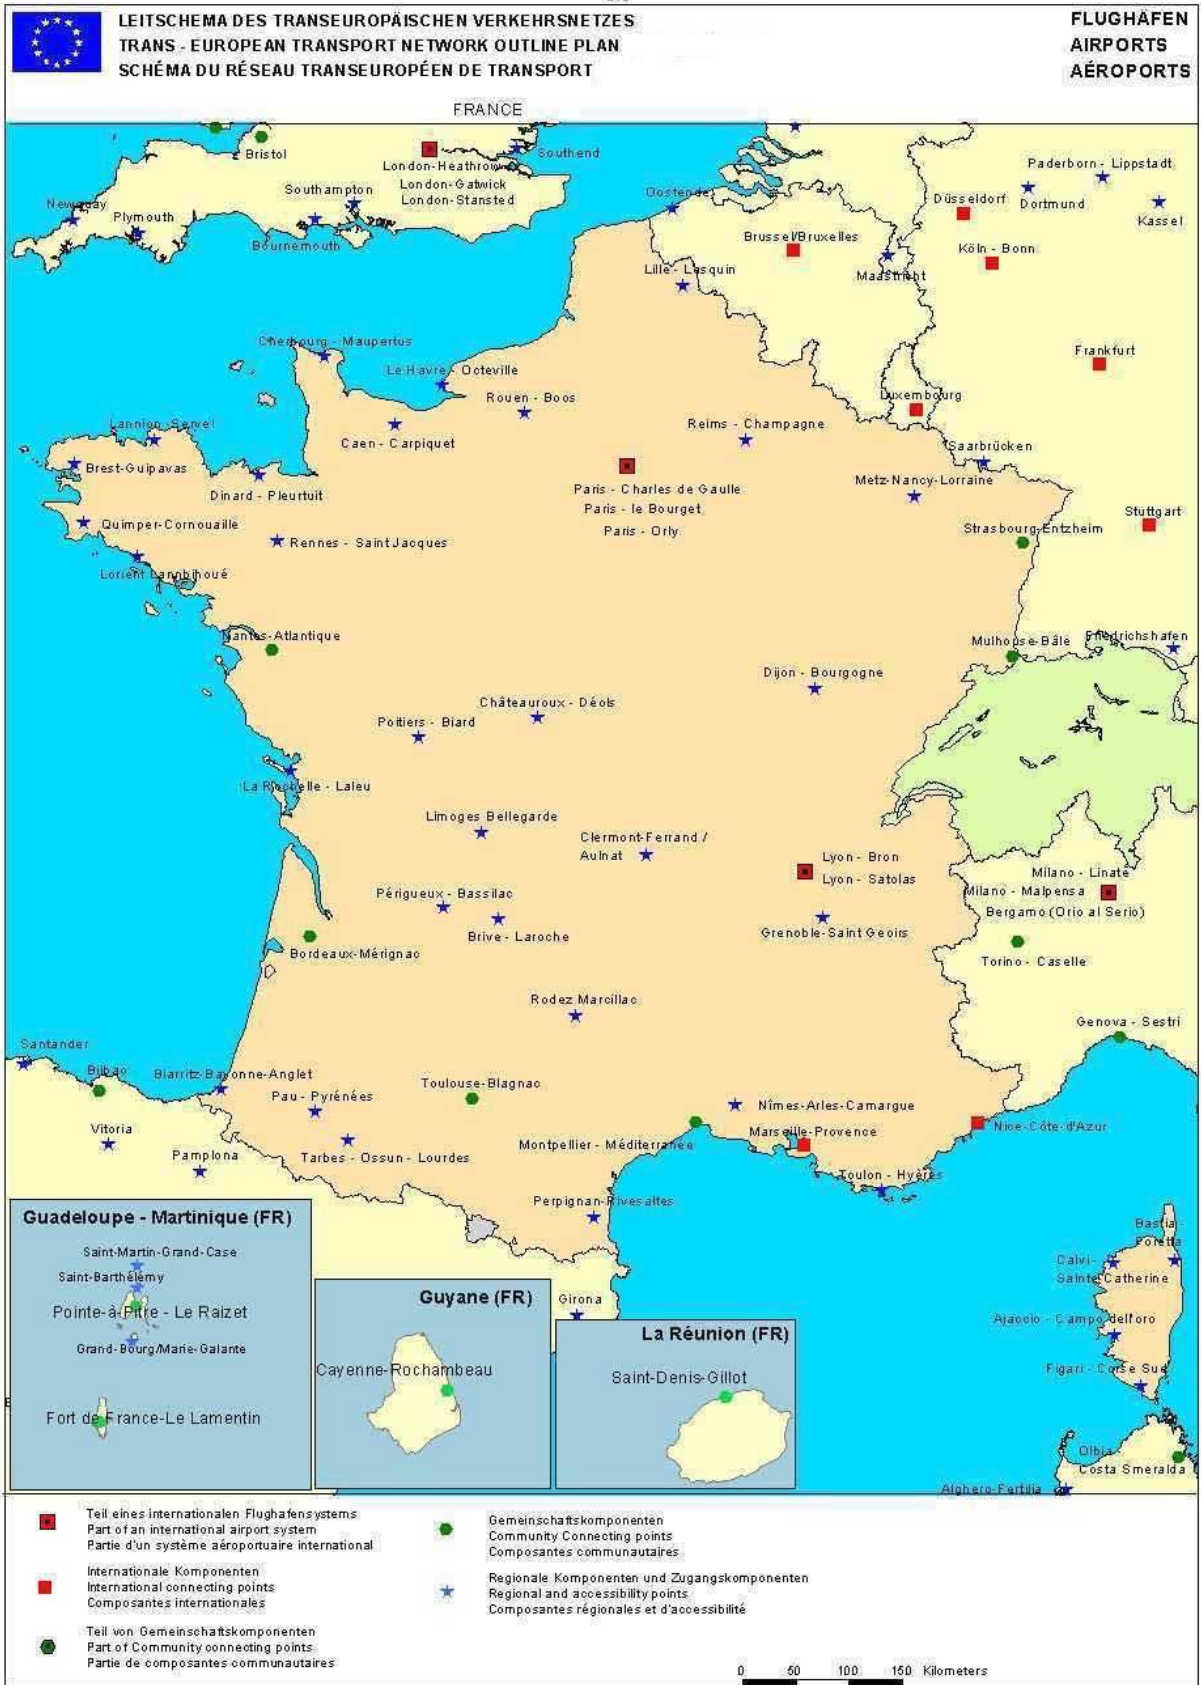 LEITSCHEMA DES TRANSEUROPÄISCHEN VERKEHRSNETZES
TRANS - EUROPEAN TRANSPORT NETWORK OUTLINE PLAN
SCHÉMA DU RÉSEAU TRANSEUROPÉEN DE TRANSPORT
FLUGHÄFEN
AIRPORTS
AÉROPORTS
FRANCE
Bristol
London-Heathrow
London-Gatwick
London-Stansted
Southend
Southampton
Newquay
Plymouth
Bournemouth
Oostende
Brussel/Bruxelles
Maastricht
Paderborn - Lippstadt
Düsseldorf
Dortmund
Kassel
Köln - Bonn
Frankfurt
Lille - Lesquin
Cherbourg - Maupertus
Le Havre - Octeville
Rouen - Boos
Luxembourg
Lannion-Servel
Caen - Carpiquet
Reims - Champagne
Saarbrücken
Brest-Guipavas
Dinard - Pleurtuit
Paris - Charles de Gaulle
Paris - le Bourget
Paris - Orly
Metz-Nancy-Lorraine
Stuttgart
Quimper-Cornouaille
Rennes - Saint Jacques
Strasbourg-Entzheim
Lorient Lannbihoué
Nantes-Atlantique
Mulhouse-Bâle
Friedrichshafen
Dijon - Bourgogne
Châteauroux - Déols
Poitiers - Biard
La Rochelle - Laleu
Limoges Bellegarde
Clermont-Ferrand /
Aulnat
Lyon - Bron
Lyon - Satolas
Milano - Linate
Milano - Malpensa
Bergamo (Orio al Serio)
Périgueux - Bassilac
Brive - Laroche
Grenoble-Saint Geoirs
Bordeaux-Mérignac
Torino - Caselle
Rodez Marcillac
Genova - Sestri
Santander
Bilbao
Biarritz-Bayonne-Anglet
Pau - Pyrénées
Toulouse-Blagnac
Nîmes-Arles-Camargue
Vitoria
Montpellier - Méditerranée
Marseille-Provence
Nice-Côte-d'Azur
Pamplona
Tarbes - Ossun - Lourdes
Toulon - Hyères
Perpignan-Rivesaltes
Guadeloupe - Martinique (FR)
Saint-Martin-Grand-Case
Saint-Barthélémy
Pointe-à-Pitre - Le Raizet
Grand-Bourg/Marie-Galante
Fort de France-Le Lamentin
Guyane (FR)
Cayenne-Rochambeau
Girona
La Réunion (FR)
Saint-Denis-Gillot
Bastia-
Poretta
Calvi-
Sainte Catherine
Ajaccio - Campo dell'oro
Figari - Corse Sud
Olbia
Costa Smeralda
Alghero-Fertilia
Teil eines internationalen Flughafensystems
Part of an international airport system
Partie d'un système aéroportuaire international
Internationale Komponenten
International connecting points
Composantes internationales
Teil von Gemeinschaftskomponenten
Part of Community connecting points
Partie de composantes communautaires
Gemeinschaftskomponenten
Community Connecting points
Composantes communautaires
Regionale Komponenten und Zugangskomponenten
Regional and accessibility points
Composantes régionales et d'accessibilité
0 50 100 150 Kilometers